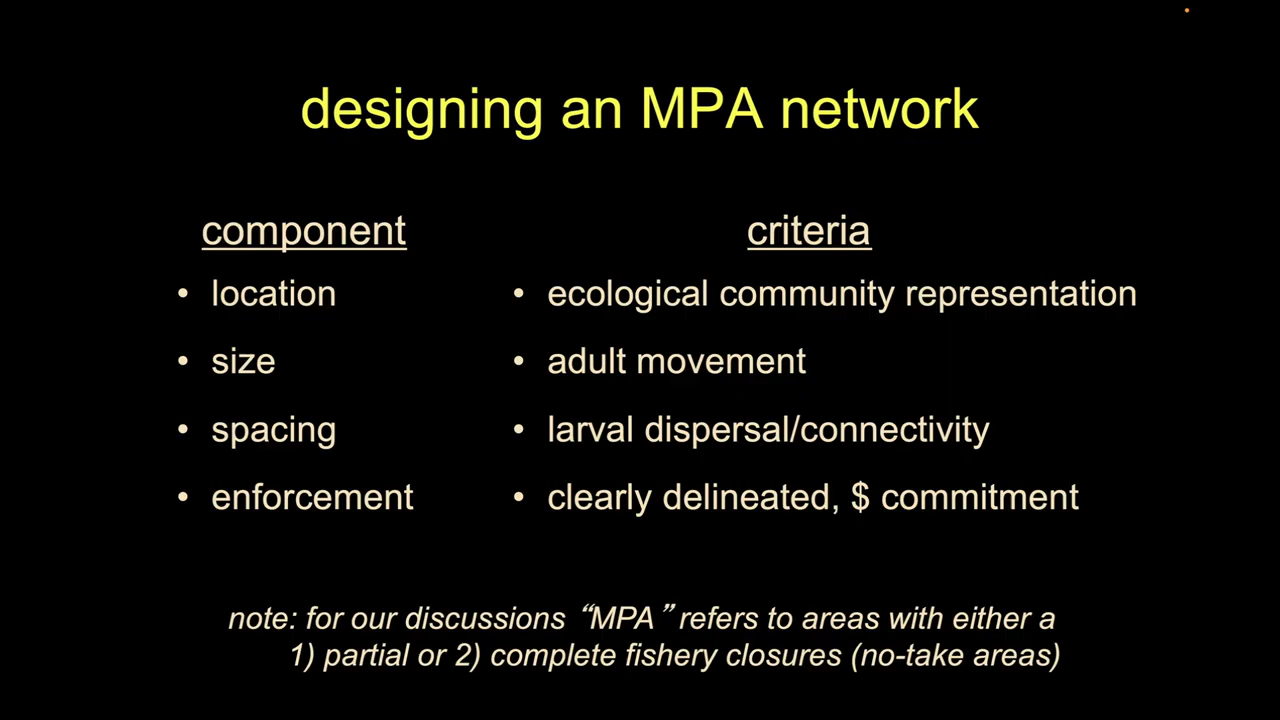 designing an MPA network
component
criteria
• location
• ecological community representation
• size
• adult movement
• spacing
• larval dispersal/connectivity
• enforcement
• clearly delineated, $ commitment
note: for our discussions “MPA” refers to areas with either a
1) partial or 2) complete fishery closures (no-take areas)